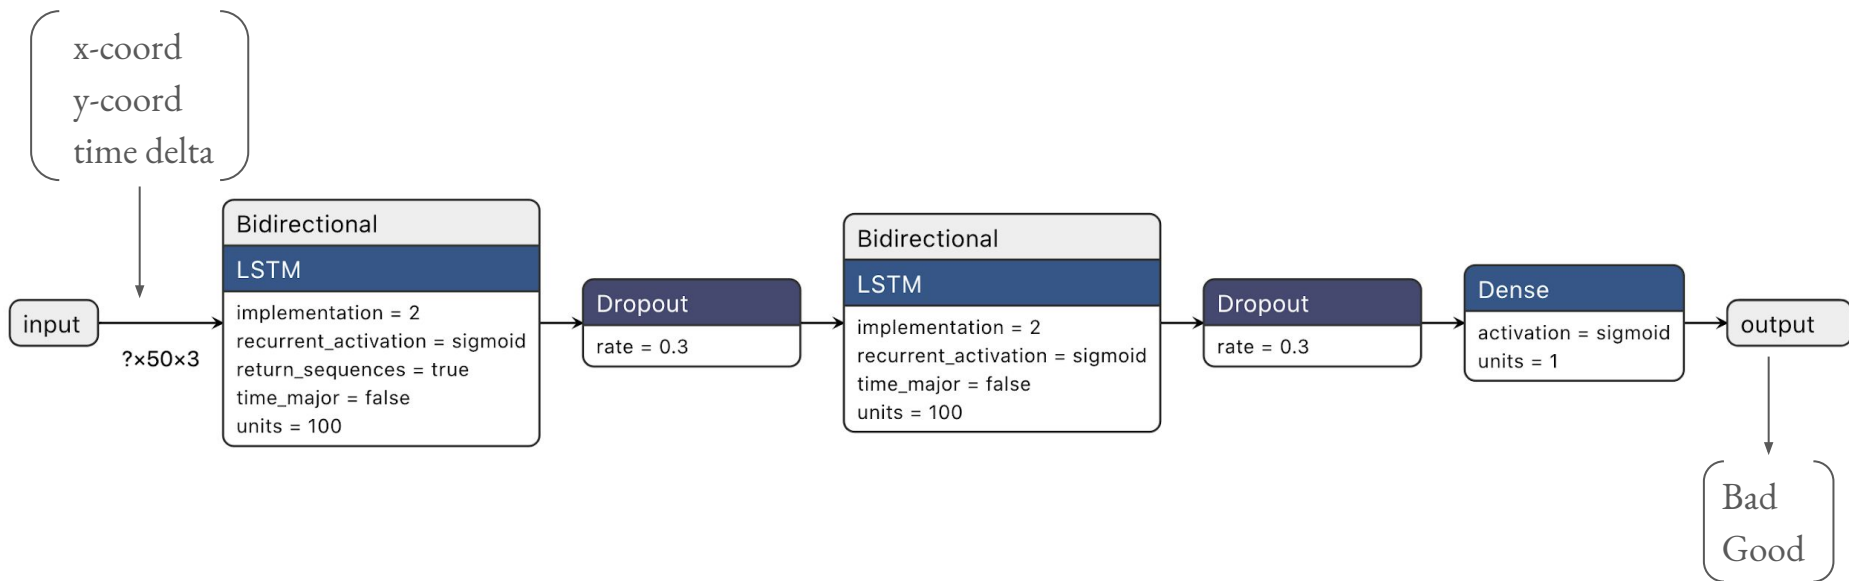 x-coord
y-coord
time delta
input
?×50×3
Bidirectional
LSTM
implementation = 2
recurrent_activation = sigmoid
return_sequences = true
time_major = false
units = 100
Dropout
rate = 0.3
Bidirectional
LSTM
implementation = 2
recurrent_activation = sigmoid
time_major = false
units = 100
Dropout
rate = 0.3
Dense
activation = sigmoid
units = 1
output
Bad
Good